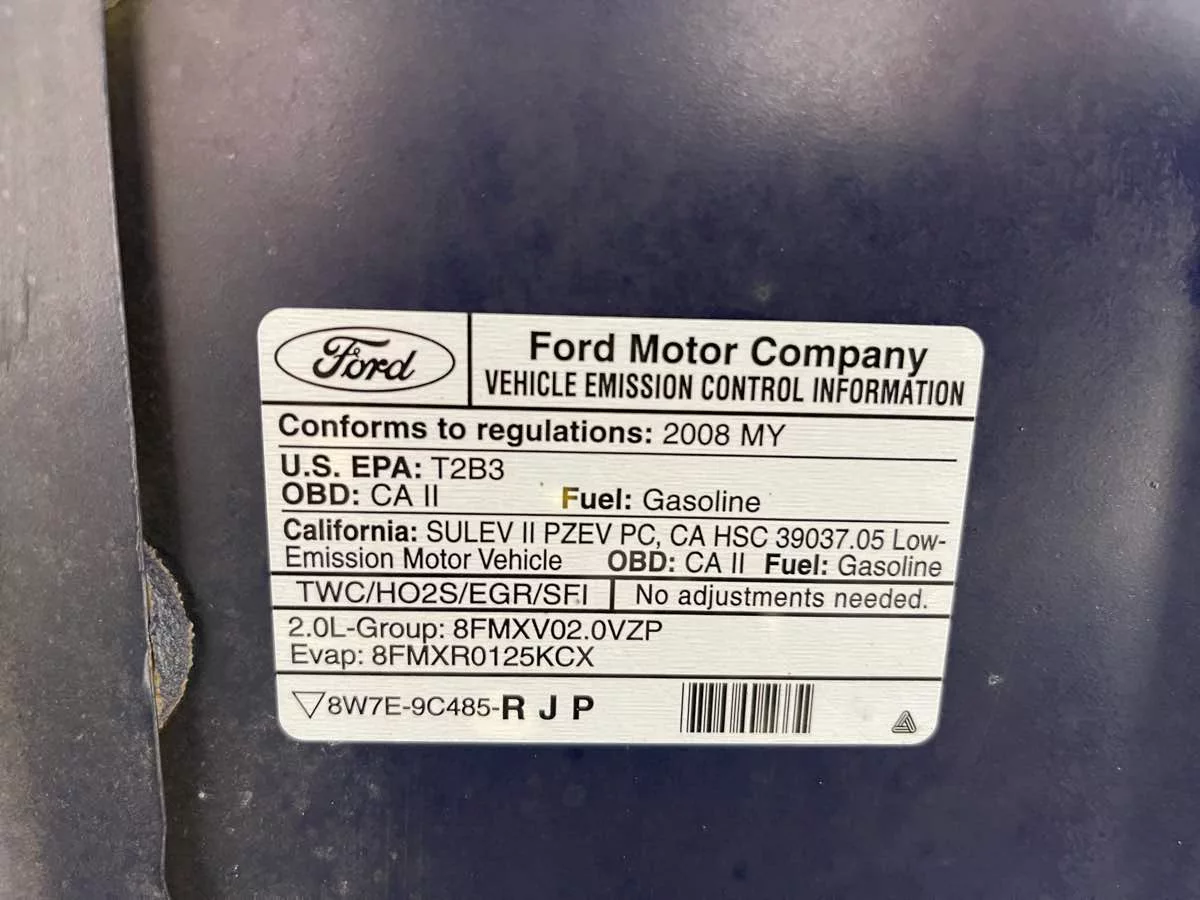 Ford
Ford Motor Company
VEHICLE EMISSION CONTROL INFORMATION
Conforms to regulations: 2008 MY
U.S. EPA: T2B3
OBD: CA II Fuel: Gasoline
California: SULEV II PZEV PC, CA HSC 39037.05 Low-
Emission Motor Vehicle OBD: CA II Fuel: Gasoline
TWC/HO2S/EGR/SFI No adjustments needed.
2.0L-Group: 8FMXV02.0VZP
Evap: 8FMXR0125KCX
8W7E-9C485-R J P